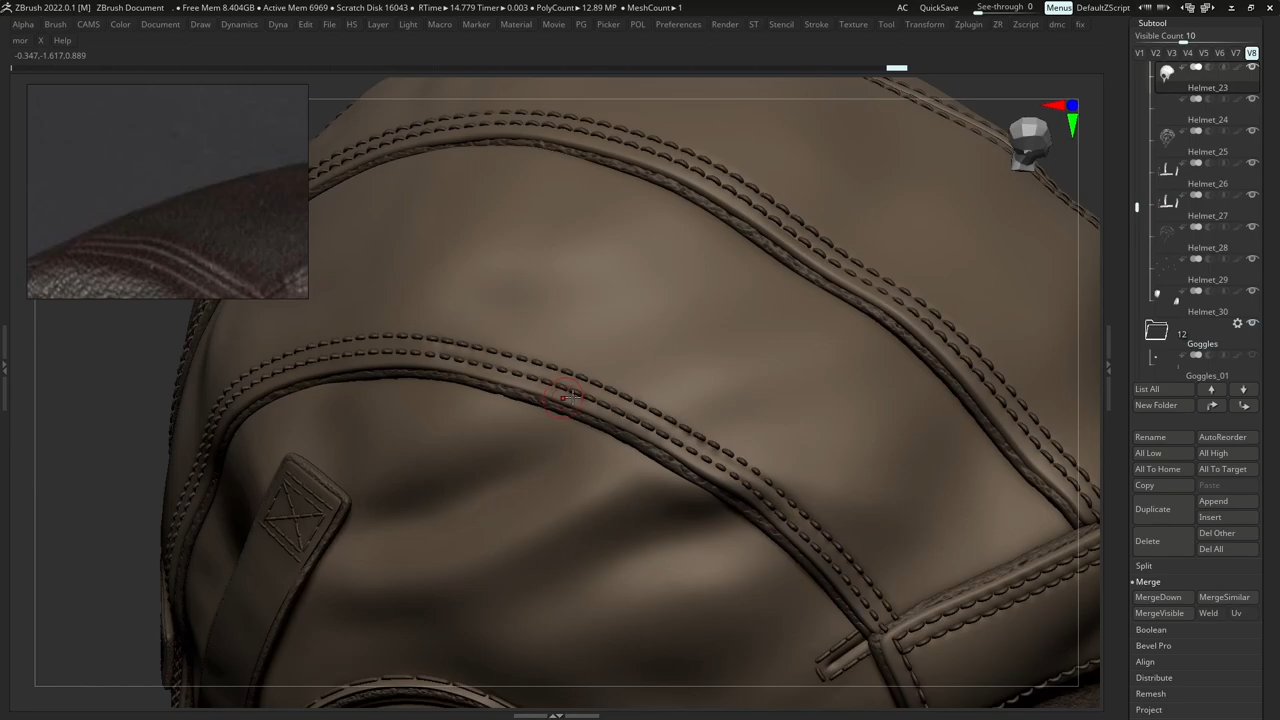 ZBrush 2022.0.1 [M] ZBrush Document ● Free Mem 8.404GB ● Active Mem 6969 ● Scratch Disk 16043 ● RTime ▸ 14.779 Timer ▸ 0.003 ● PolyCount ▸ 12.89 MP ● MeshCount ▸ 1 AC QuickSave See-through 0 Menus DefaultZScript
Alpha Brush CAMS Color Document Draw Dynamics Edit File HS Layer Light Macro Marker Material Movie PG Picker POL Preferences Render ST Stencil Stroke Texture Tool Transform Zplugin ZR Zscript dmc fix
mor X Help
-0.347,-1.617,0.889
Subtool
Visible Count 10
V1 V2 V3 V4 V5 V6 V7 V8
Helmet_23
Helmet_24
Helmet_25
Helmet_26
Helmet_27
Helmet_28
Helmet_29
Helmet_30
12
Goggles
Goggles_01
List All
New Folder
Rename AutoReorder
All Low All High
All To Home All To Target
Copy Paste
Duplicate Append
Insert
Delete Del Other
Del All
Split
Merge
MergeDown MergeSimilar
MergeVisible Weld Uv
Boolean
Bevel Pro
Align
Distribute
Remesh
Project